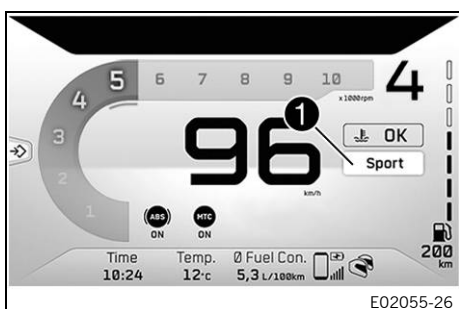 5 6 7 8 9 10 4
4
x1000rpm
3
1
OK
96
Sport
2
km/h
1
ABS MTC
ON ON
Time Temp. Ø Fuel Con. 200
10:24 12°c 5,3 L/100km km
E02055-26